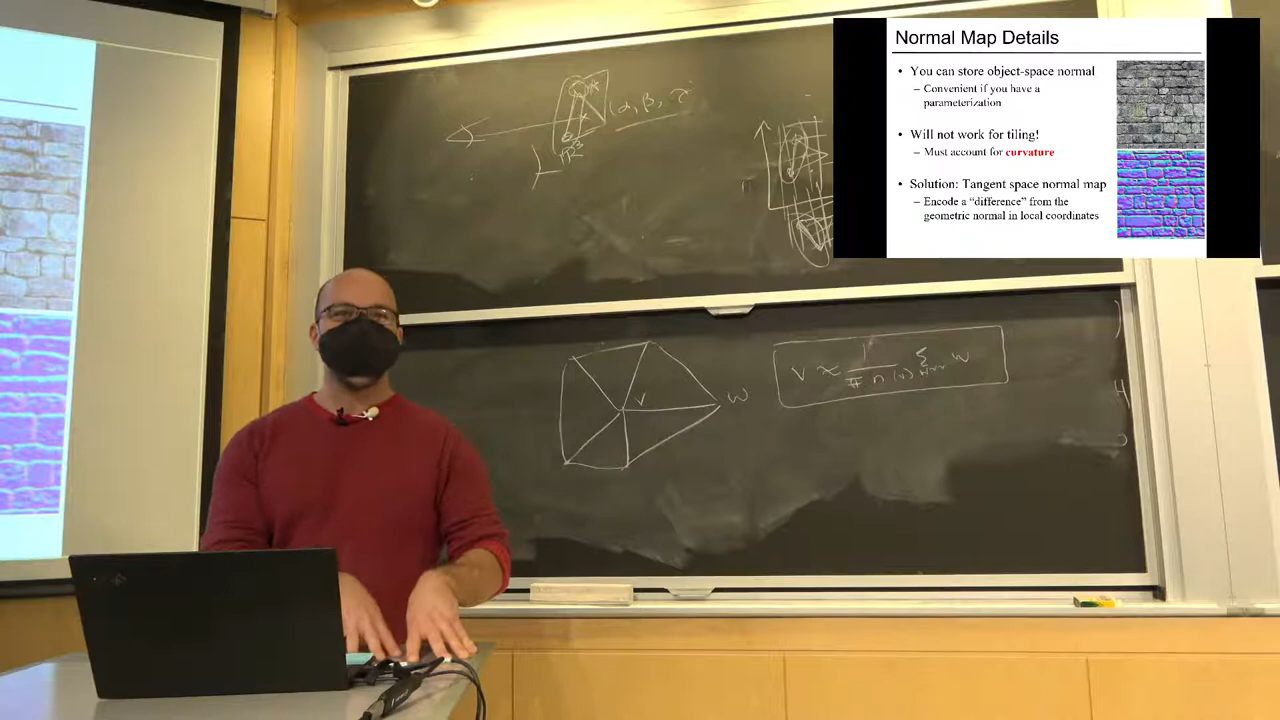 Normal Map Details
• You can store object-space normal
– Convenient if you have a
parameterization
• Will not work for tiling!
– Must account for curvature
• Solution: Tangent space normal map
– Encode a “difference” from the
geometric normal in local coordinates
(α, β,
V
W
V ≈ 1 / # n(v) Σ w